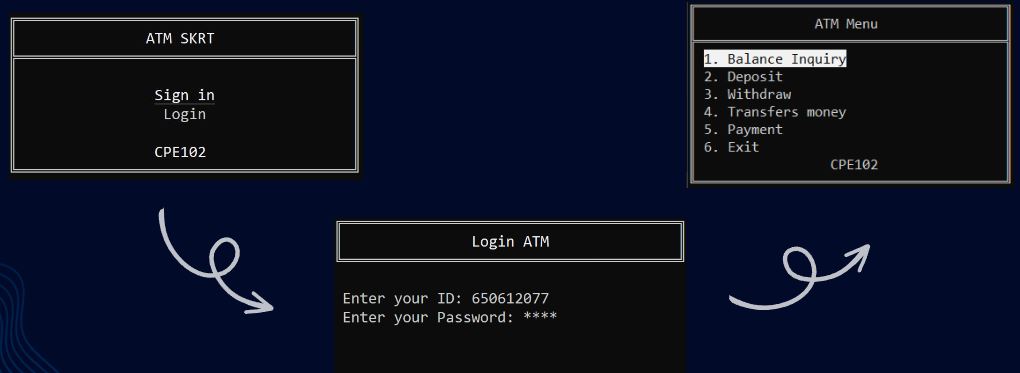 ATM SKRT
Sign in
Login
CPE102
Login ATM
Enter your ID: 650612077
Enter your Password: ****
ATM Menu
1. Balance Inquiry
2. Deposit
3. Withdraw
4. Transfers money
5. Payment
6. Exit
CPE102